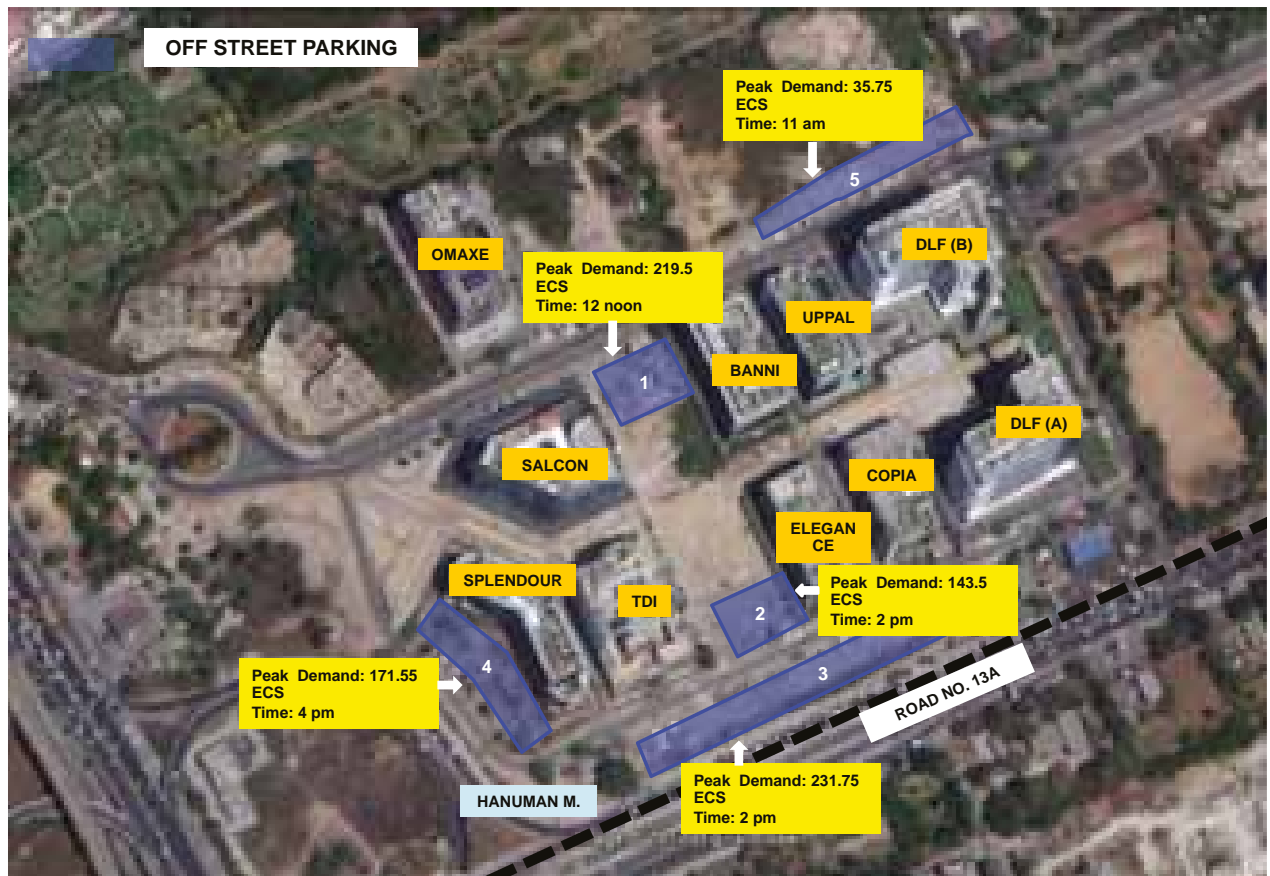 OFF STREET PARKING
Peak Demand: 35.75
ECS
Time: 11 am
5
OMAXE
DLF (B)
Peak Demand: 219.5
ECS
Time: 12 noon
UPPAL
1
BANNI
DLF (A)
SALCON
COPIA
ELEGAN
CE
SPLENDOUR
TDI
Peak Demand: 143.5
ECS
Time: 2 pm
2
4
3
Peak Demand: 171.55
ECS
Time: 4 pm
ROAD NO. 13A
HANUMAN M.
Peak Demand: 231.75
ECS
Time: 2 pm